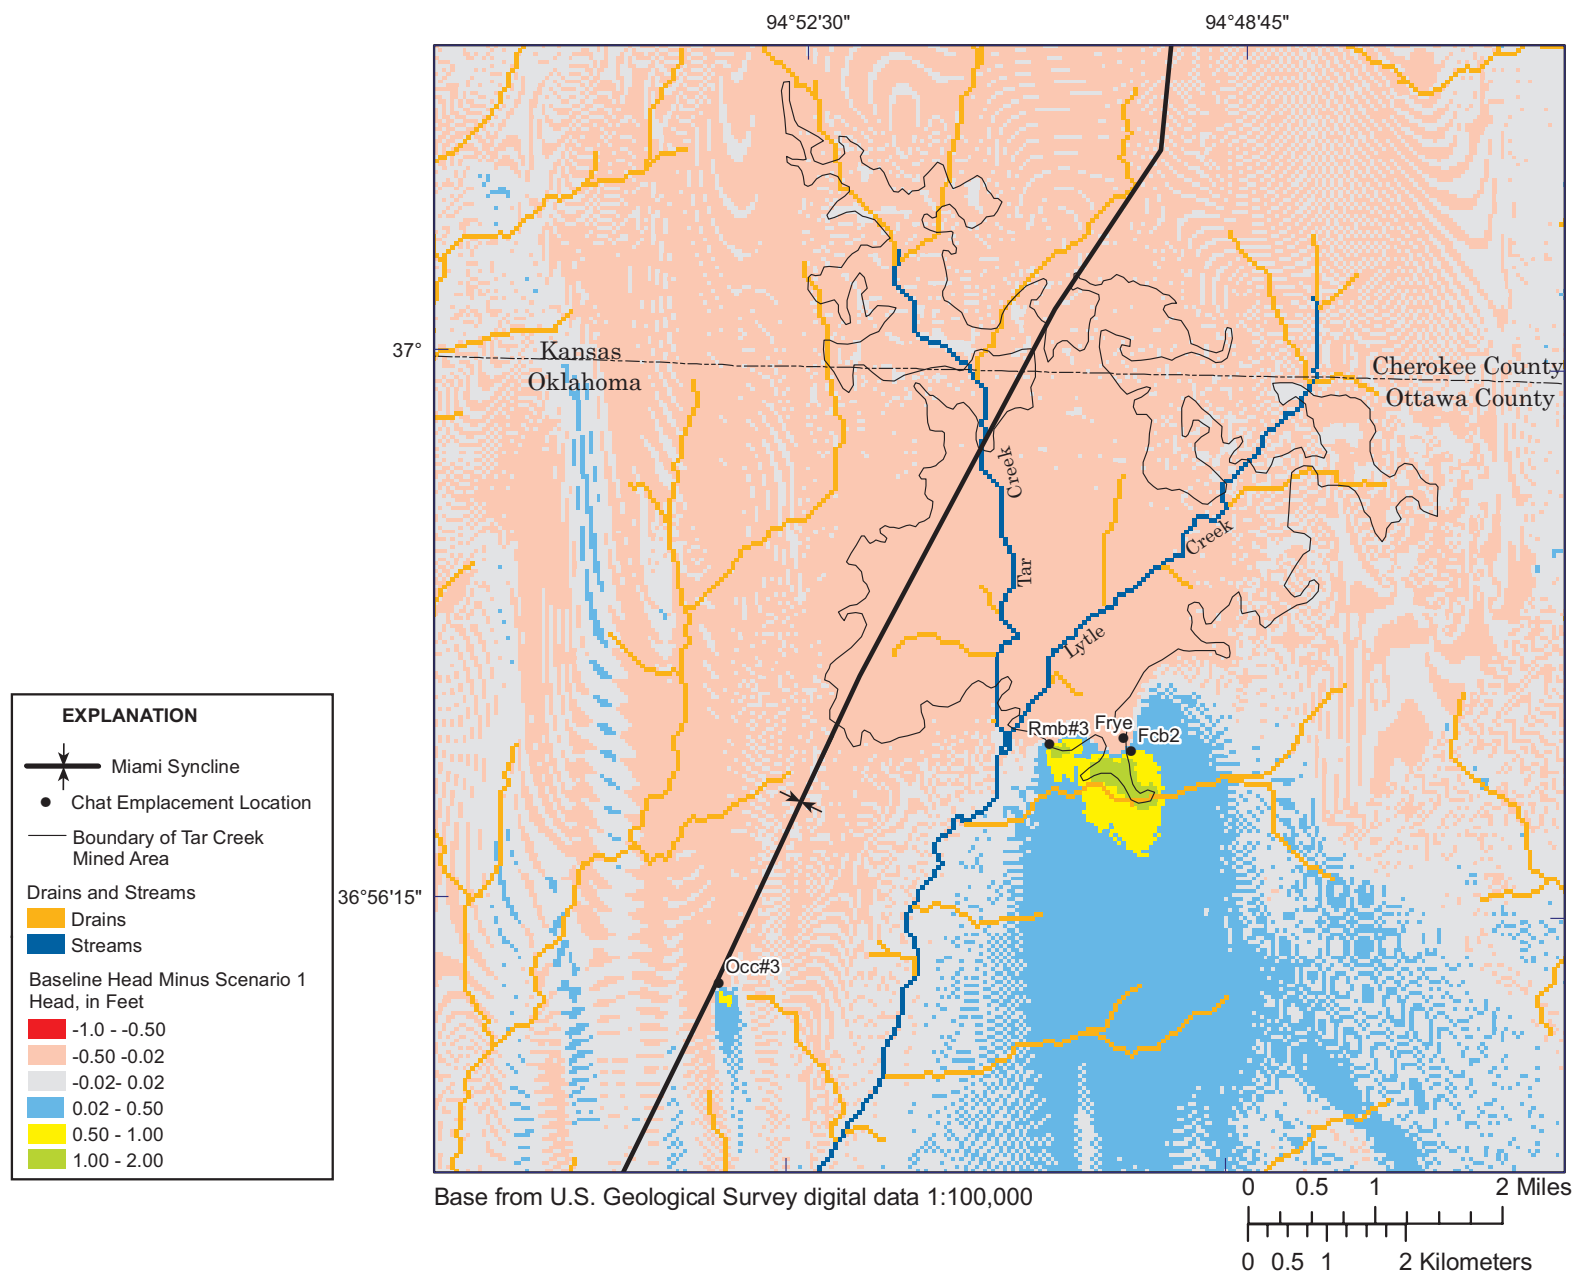 94°52'30"
94°48'45"
37°
Kansas
Oklahoma
Cherokee County
Ottawa County
Creek
Tar
Creek
Lytle
Rmb#3
Frye
Fcb2
36°56'15"
Occ#3
EXPLANATION
Miami Syncline
Chat Emplacement Location
Boundary of Tar Creek
Mined Area
Drains and Streams
Drains
Streams
Baseline Head Minus Scenario 1
Head, in Feet
-1.0 - -0.50
-0.50 -0.02
-0.02- 0.02
0.02 - 0.50
0.50 - 1.00
1.00 - 2.00
Base from U.S. Geological Survey digital data 1:100,000
0 0.5 1 2 Miles
0 0.5 1 2 Kilometers